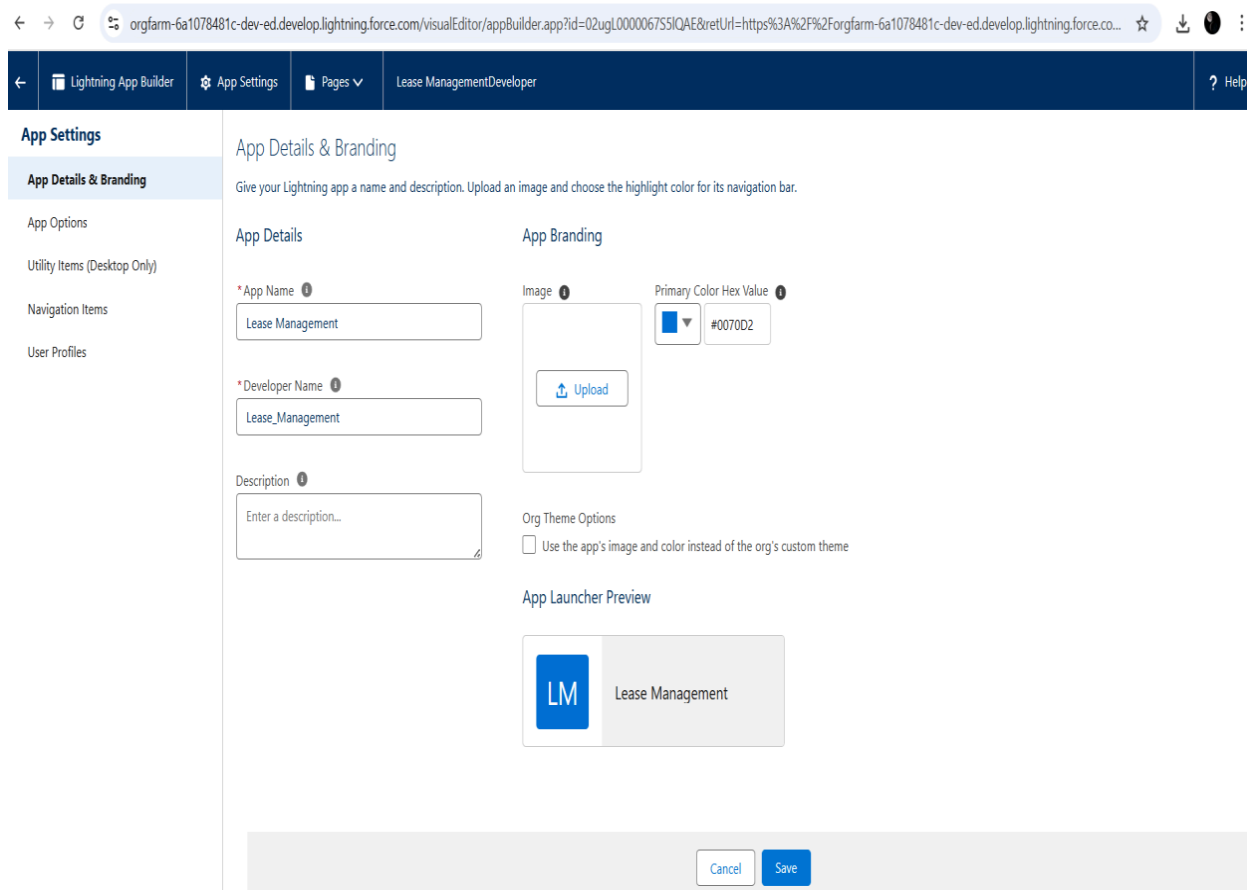 orgfarm-6a1078481c-dev-ed.develop.lightning.force.com/visualEditor/appBuilder.app?id=02ugL0000067S5lQAE&retUrl=https%3A%2F%2Forgfarm-6a1078481c-dev-ed.develop.lightning.force.co...
Lightning App Builder App Settings Pages Lease ManagementDeveloper ? Help
App Settings
App Details & Branding
App Options
Utility Items (Desktop Only)
Navigation Items
User Profiles
App Details & Branding
Give your Lightning app a name and description. Upload an image and choose the highlight color for its navigation bar.
App Details
*App Name
Lease Management
*Developer Name
Lease_Management
Description
Enter a description...
App Branding
Image
Upload
Primary Color Hex Value
#0070D2
Org Theme Options
Use the app's image and color instead of the org's custom theme
App Launcher Preview
LM Lease Management
Cancel Save